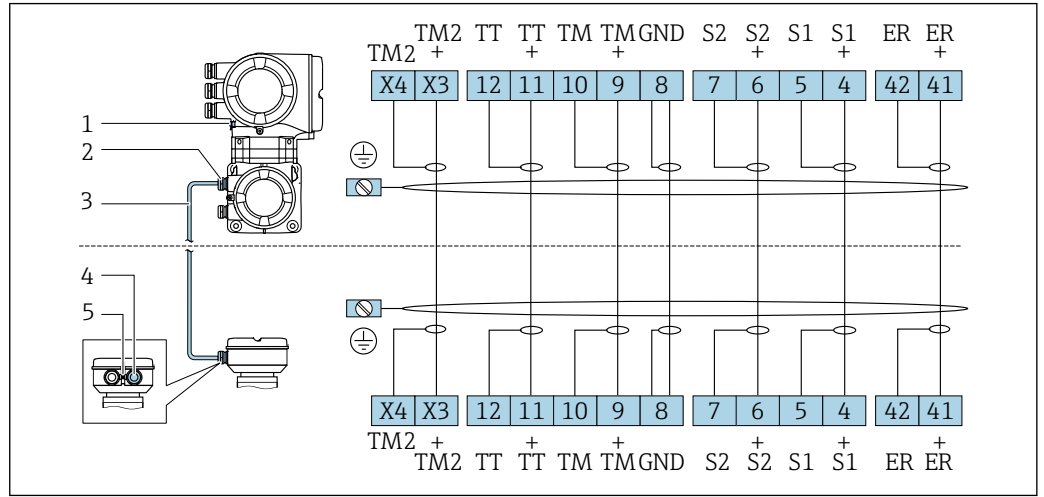 TM2 TT TT TM TM GND S2 S2 S1 S1 ER ER
TM2 + + + + + +
X4 X3 12 11 10 9 8 7 6 5 4 42 41
1
2
3
4
5
X4 X3 12 11 10 9 8 7 6 5 4 42 41
TM2 + + + + + +
TM2 TT TT TM TM GND S2 S2 S1 S1 ER ER